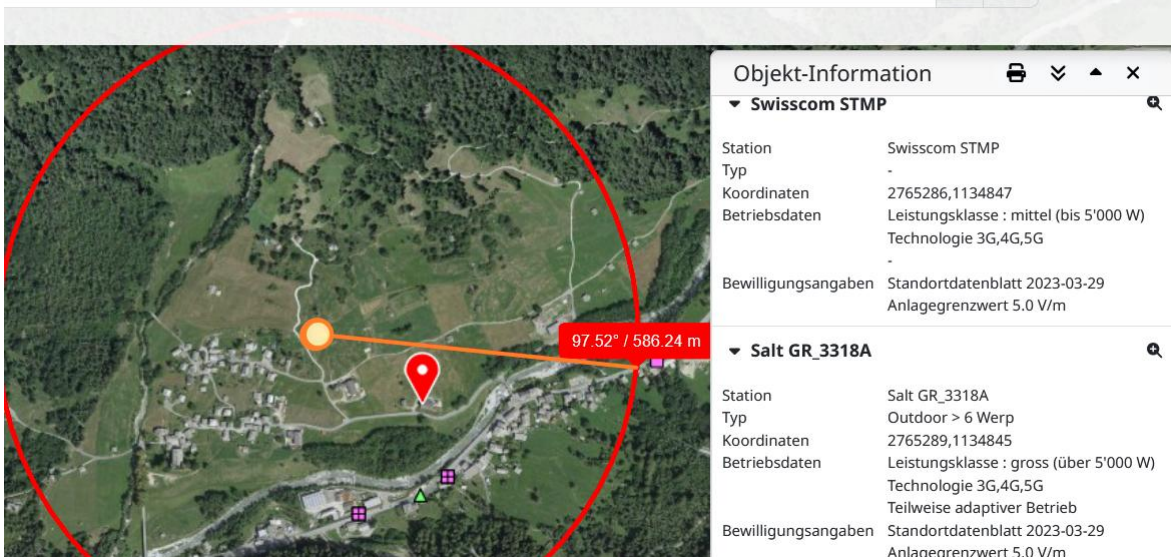 97.52° / 586.24 m
Objekt-Information
Swisscom STMP
Station Swisscom STMP
Typ -
Koordinaten 2765286,1134847
Betriebsdaten Leistungsklasse : mittel (bis 5'000 W)
Technologie 3G,4G,5G
-
Bewilligungsangaben Standortdatenblatt 2023-03-29
Anlagegrenzwert 5.0 V/m
Salt GR_3318A
Station Salt GR_3318A
Typ Outdoor > 6 Werp
Koordinaten 2765289,1134845
Betriebsdaten Leistungsklasse : gross (über 5'000 W)
Technologie 3G,4G,5G
Teilweise adaptiver Betrieb
Bewilligungsangaben Standortdatenblatt 2023-03-29
Anlagegrenzwert 5.0 V/m